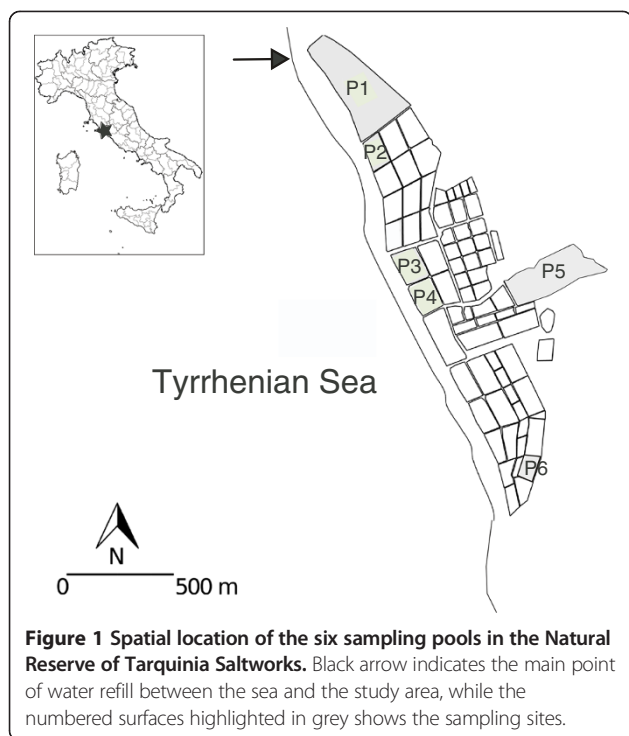 P1
P2
P3
P4
P5
P6
Tyrrhenian Sea
N
0 500 m
Figure 1 Spatial location of the six sampling pools in the Natural
Reserve of Tarquinia Saltworks. Black arrow indicates the main point
of water refill between the sea and the study area, while the
numbered surfaces highlighted in grey shows the sampling sites.